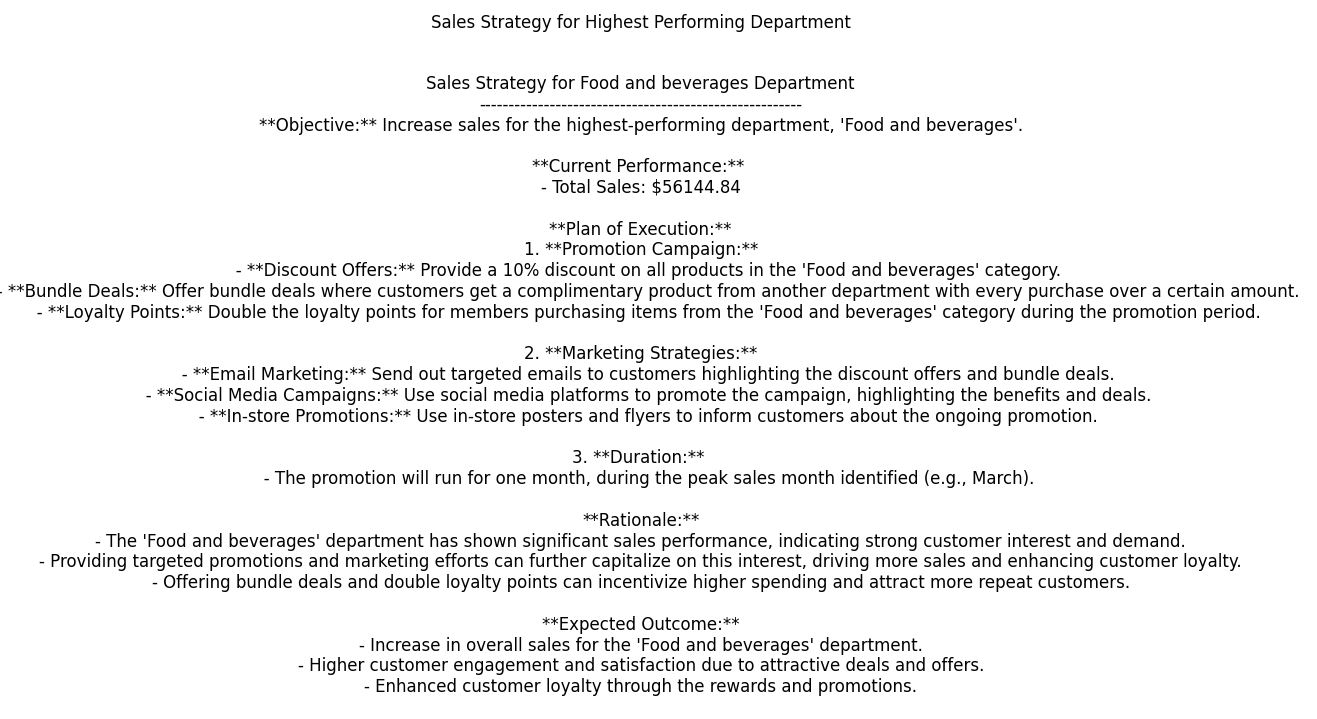 Sales Strategy for Highest Performing Department
Sales Strategy for Food and beverages Department
--------------------------------------------------------
**Objective:** Increase sales for the highest-performing department, 'Food and beverages'.
**Current Performance:**
- Total Sales: $56144.84
**Plan of Execution:**
1. **Promotion Campaign:**
- **Discount Offers:** Provide a 10% discount on all products in the 'Food and beverages' category.
- **Bundle Deals:** Offer bundle deals where customers get a complimentary product from another department with every purchase over a certain amount.
- **Loyalty Points:** Double the loyalty points for members purchasing items from the 'Food and beverages' category during the promotion period.
2. **Marketing Strategies:**
- **Email Marketing:** Send out targeted emails to customers highlighting the discount offers and bundle deals.
- **Social Media Campaigns:** Use social media platforms to promote the campaign, highlighting the benefits and deals.
- **In-store Promotions:** Use in-store posters and flyers to inform customers about the ongoing promotion.
3. **Duration:**
- The promotion will run for one month, during the peak sales month identified (e.g., March).
**Rationale:**
- The 'Food and beverages' department has shown significant sales performance, indicating strong customer interest and demand.
- Providing targeted promotions and marketing efforts can further capitalize on this interest, driving more sales and enhancing customer loyalty.
- Offering bundle deals and double loyalty points can incentivize higher spending and attract more repeat customers.
**Expected Outcome:**
- Increase in overall sales for the 'Food and beverages' department.
- Higher customer engagement and satisfaction due to attractive deals and offers.
- Enhanced customer loyalty through the rewards and promotions.